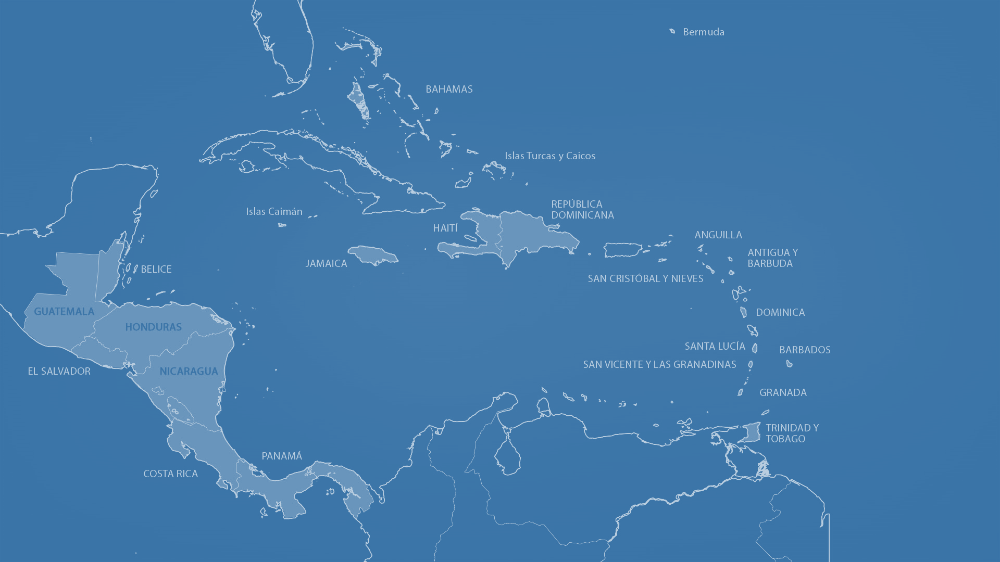 Bermuda
BAHAMAS
Islas Turcas y Caicos
REPÚBLICA
DOMINICANA
Islas Caimán
HAITÍ
ANGUILLA
JAMAICA
ANTIGUA Y
BARBUDA
BELICE
SAN CRISTÓBAL Y NIEVES
GUATEMALA
DOMINICA
HONDURAS
SANTA LUCÍA
BARBADOS
SAN VICENTE Y LAS GRANADINAS
EL SALVADOR
NICARAGUA
GRANADA
TRINIDAD Y
TOBAGO
PANAMÁ
COSTA RICA